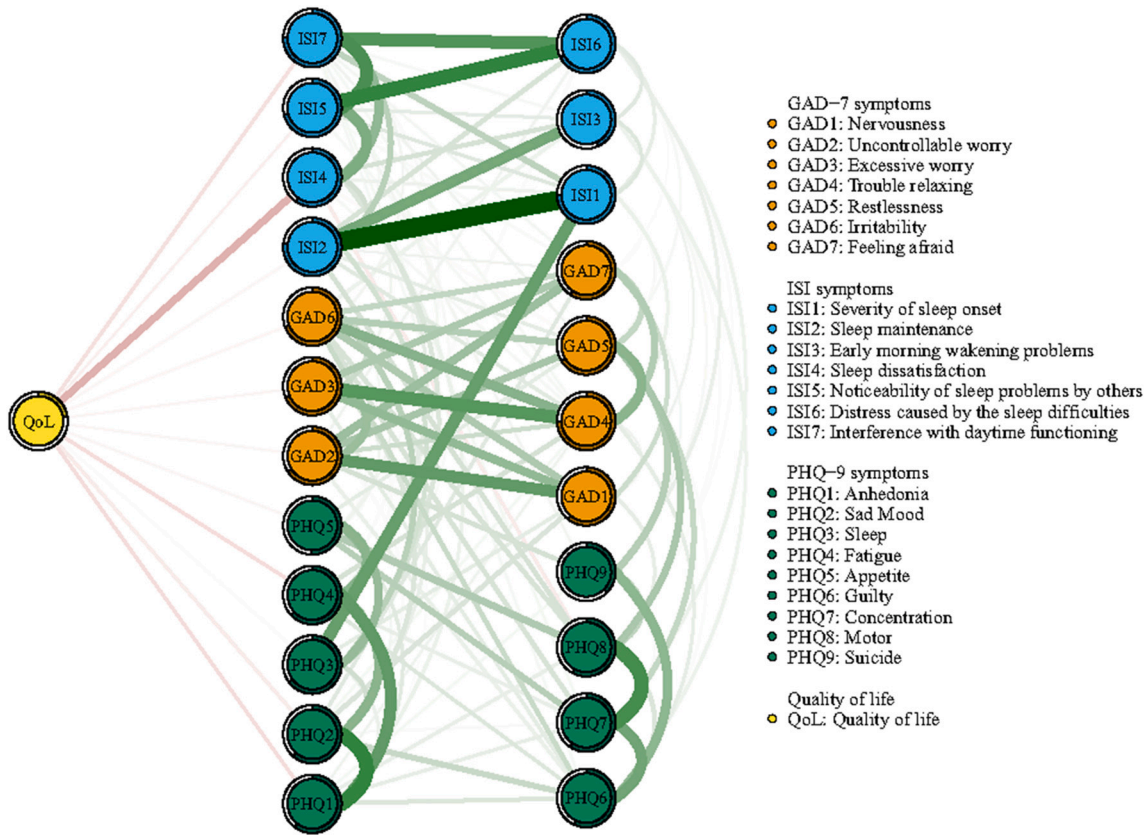 QoL
ISI7
ISI5
ISI4
ISI2
GAD6
GAD3
GAD2
PHQ5
PHQ4
PHQ3
PHQ2
PHQ1
ISI6
ISI3
ISI1
GAD7
GAD5
GAD4
GAD1
PHQ9
PHQ8
PHQ7
PHQ6
GAD−7 symptoms
GAD1: Nervousness
GAD2: Uncontrollable worry
GAD3: Excessive worry
GAD4: Trouble relaxing
GAD5: Restlessness
GAD6: Irritability
GAD7: Feeling afraid
ISI symptoms
ISI1: Severity of sleep onset
ISI2: Sleep maintenance
ISI3: Early morning wakening problems
ISI4: Sleep dissatisfaction
ISI5: Noticeability of sleep problems by others
ISI6: Distress caused by the sleep difficulties
ISI7: Interference with daytime functioning
PHQ−9 symptoms
PHQ1: Anhedonia
PHQ2: Sad Mood
PHQ3: Sleep
PHQ4: Fatigue
PHQ5: Appetite
PHQ6: Guilty
PHQ7: Concentration
PHQ8: Motor
PHQ9: Suicide
Quality of life
QoL: Quality of life